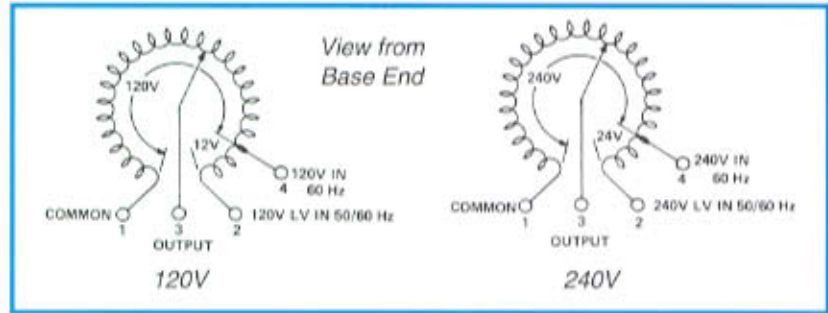 View from
Base End
120V
12V
120V IN
60 Hz
4
COMMON
1
3
2
120V LV IN 50/60 Hz
OUTPUT
120V
240V
24V
240V IN
60 Hz
4
COMMON
1
3
2
240V LV IN 50/60 Hz
OUTPUT
240V